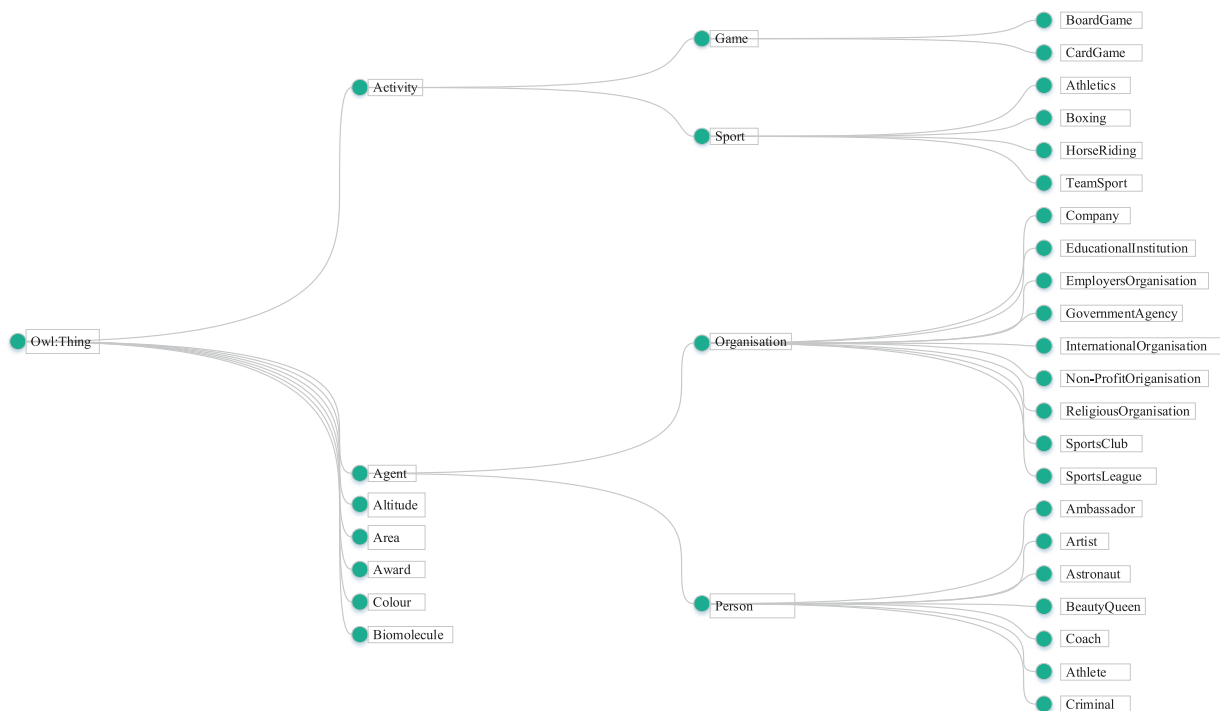 BoardGame
Game
CardGame
Activity
Athletics
Boxing
Sport
HorseRiding
TeamSport
Company
EducationalInstitution
EmployersOrganisation
GovernmentAgency
Owl:Thing
Organisation
InternationalOrganisation
Non-ProfitOriganisation
ReligiousOrganisation
SportsClub
Agent
SportsLeague
Altitude
Ambassador
Area
Artist
Award
Astronaut
Colour
Person
BeautyQueen
Biomolecule
Coach
Athlete
Criminal